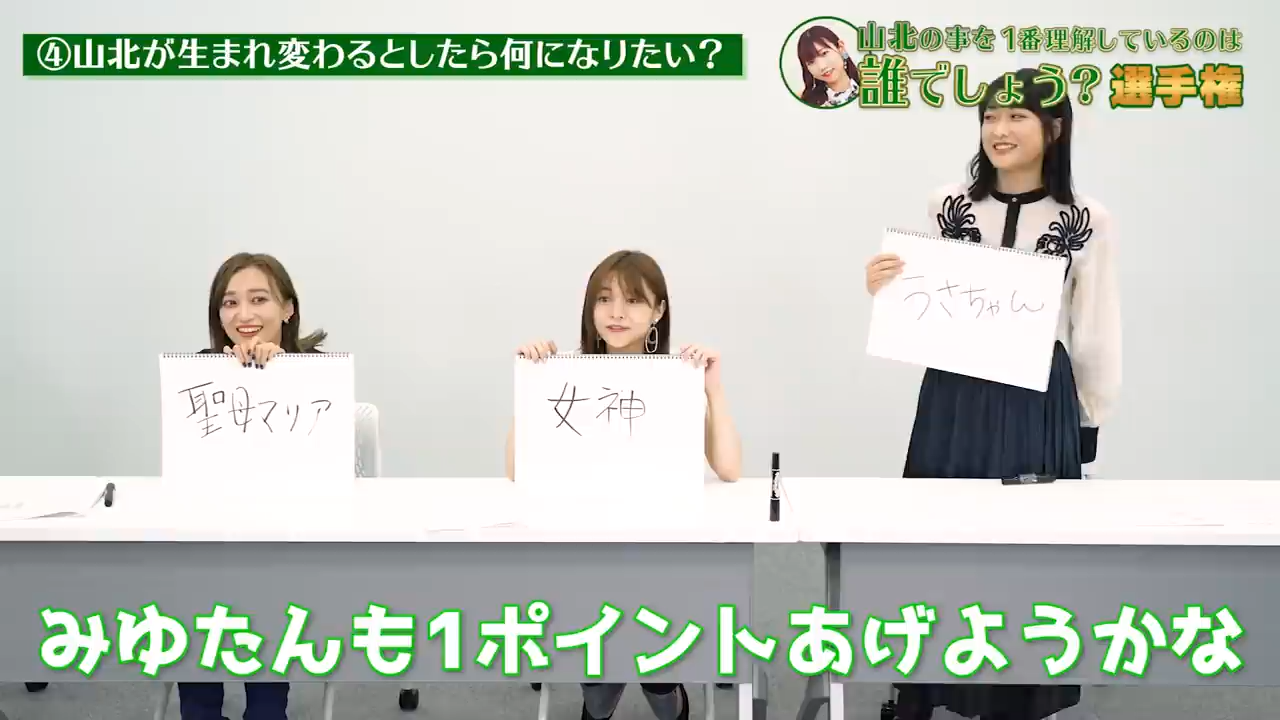 ④山北が生まれ変わるとしたら何になりたい？
山北の事を1番理解しているのは
誰でしょう？選手権
うさちゃん
聖母マリア
女神
みゆたんも1ポイントあげようかな